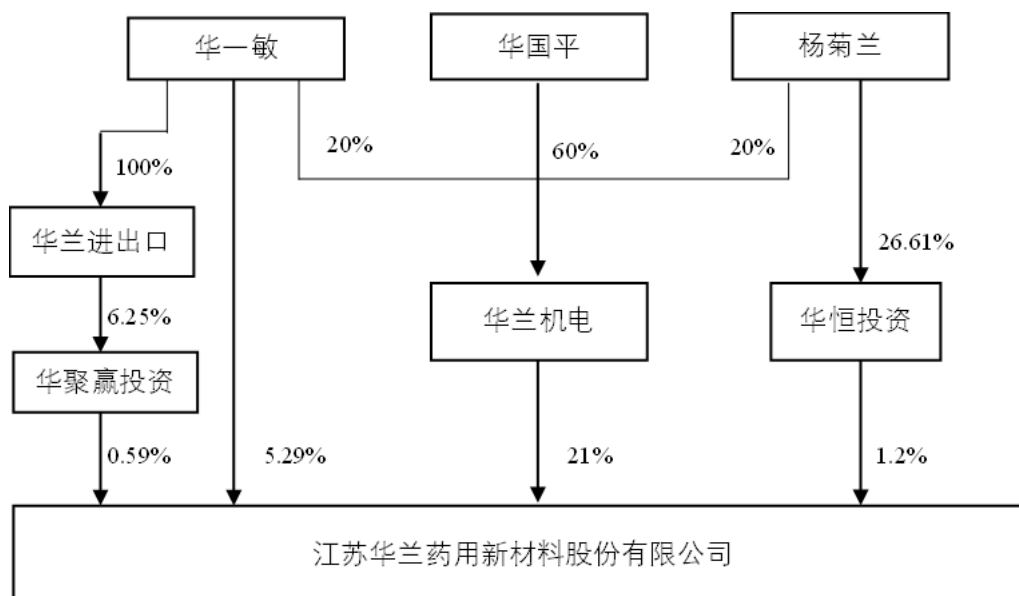 华一敏
华国平
杨菊兰
20%
60%
20%
100%
华兰进出口
26.61%
6.25%
华兰机电
华恒投资
华聚赢投资
0.59%
5.29%
21%
1.2%
江苏华兰药用新材料股份有限公司